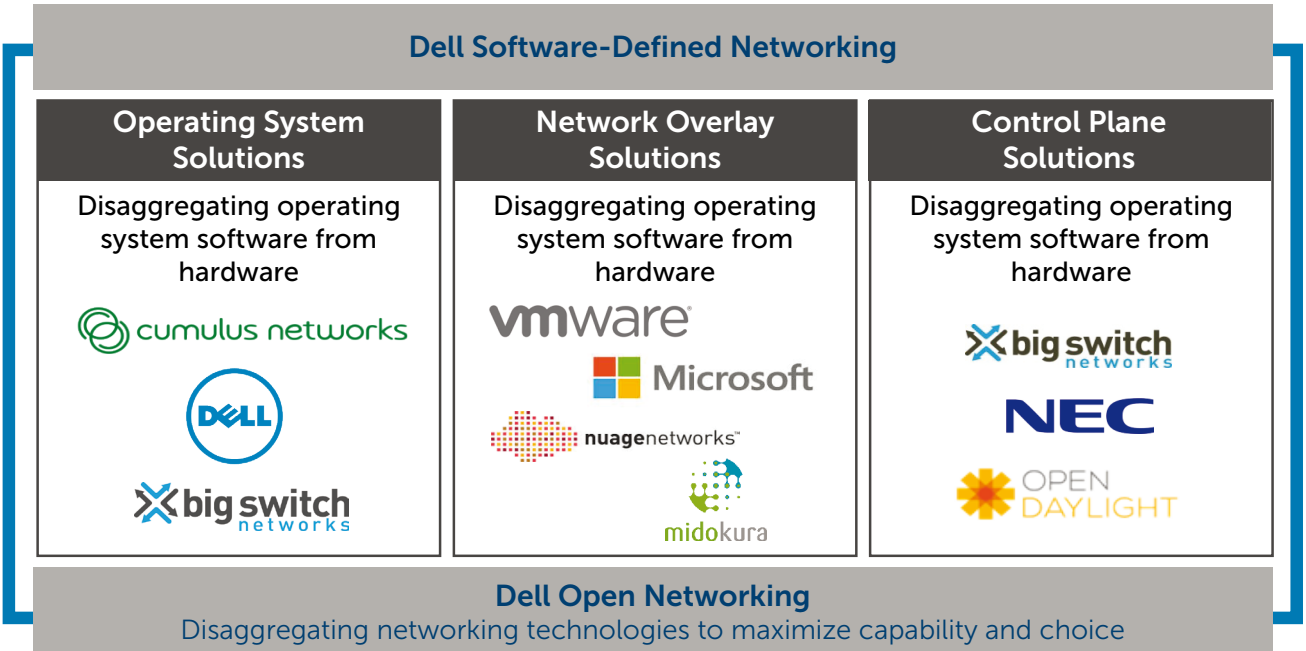 Dell Software-Defined Networking
Operating System
Solutions
Disaggregating operating
system software from
hardware
cumulus networks
DELL
big switch
networks
Network Overlay
Solutions
Disaggregating operating
system software from
hardware
vmware®
Microsoft
nuagenetworks™
midokura
Control Plane
Solutions
Disaggregating operating
system software from
hardware
big switch
networks
NEC
OPEN
DAYLIGHT
Dell Open Networking
Disaggregating networking technologies to maximize capability and choice